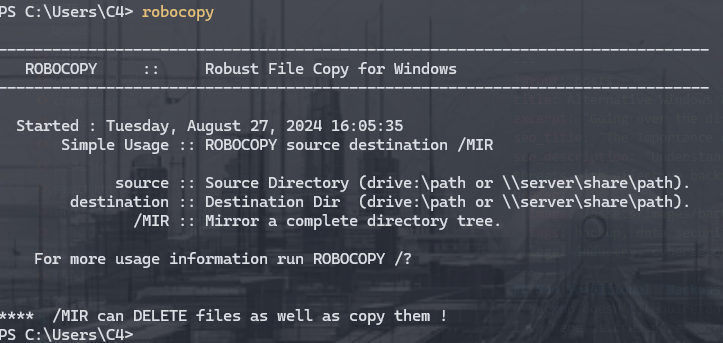 PS C:\Users\C4> robocopy
-------------------------------------------------------------------------------
ROBOCOPY     ::     Robust File Copy for Windows
-------------------------------------------------------------------------------
Started : Tuesday, August 27, 2024 16:05:35
Simple Usage :: ROBOCOPY source destination /MIR
source :: Source Directory (drive:\path or \\server\share\path).
destination :: Destination Dir  (drive:\path or \\server\share\path).
/MIR :: Mirror a complete directory tree.
For more usage information run ROBOCOPY /?
****  /MIR can DELETE files as well as copy them !
PS C:\Users\C4>